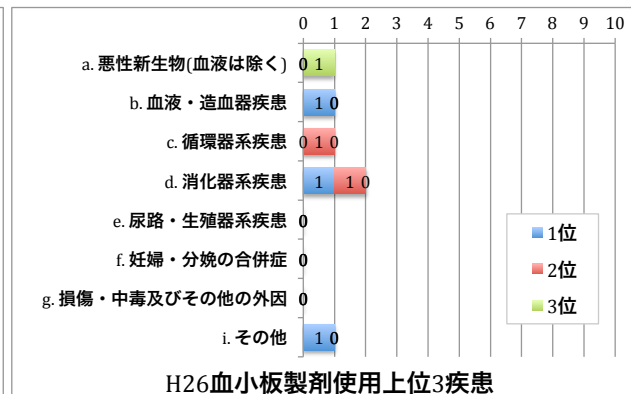 0 1 2 3 4 5 6 7 8 9 10
a. 悪性新生物(血液は除く) 0 1
b. 血液・造血器疾患 1 0
c. 循環器系疾患 0 1 0
d. 消化器系疾患 1 1 0
e. 尿路・生殖器系疾患 0
f. 妊婦・分娩の合併症 0
g. 損傷・中毒及びその他の外因 0
i. その他 1 0
1位
2位
3位
H26血小板製剤使用上位3疾患